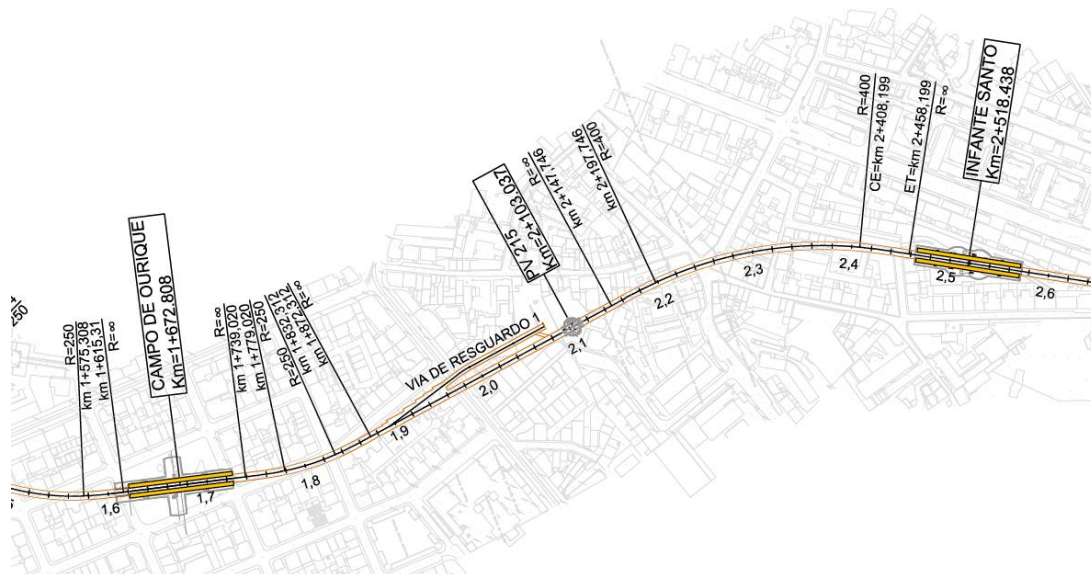 250
R=250
km 1+575,308
km 1+615,31
R=∞
CAMPO DE OURIQUE
Km=1+672.808
R=∞
km 1+739,020
km 1+779,020
R=250
R=250
km 1+832,312
km 1+872,312
R=∞
VIA DE RESGUARDO 1
PV 215
Km=2+103.037
R=∞
km 2+147,746
km 2+197,746
R=400
R=400
CE=km 2+408,199
ET=km 2+458,199
R=∞
INFANTE SANTO
Km=2+518.438
1,6
1,7
1,8
1,9
2,0
2,1
2,2
2,3
2,4
2,5
2,6